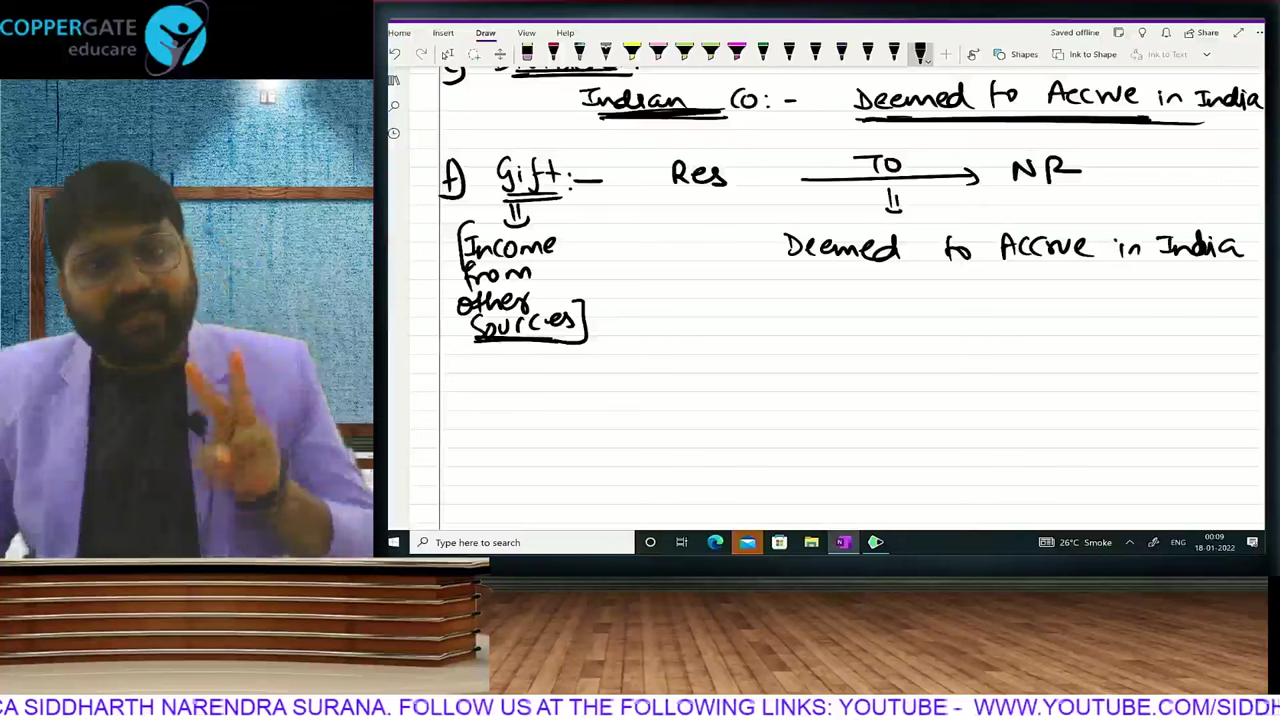 COPPERGATE
educare
Home Insert Draw View Help
Saved offline
Share
Shapes
Ink to Shape
Ink to Text
Indian Co:- Deemed to Accrue in India
f) Gift:- Res TO NR
Deemed to Accrue in India
[Income
from
other
sources]
Type here to search
26°C Smoke
ENG
00:09
18-01-2022
CA SIDDHARTH NARENDRA SURANA. FOLLOW US AT THE FOLLOWING LINKS: YOUTUBE - WWW.YOUTUBE.COM/SIDD